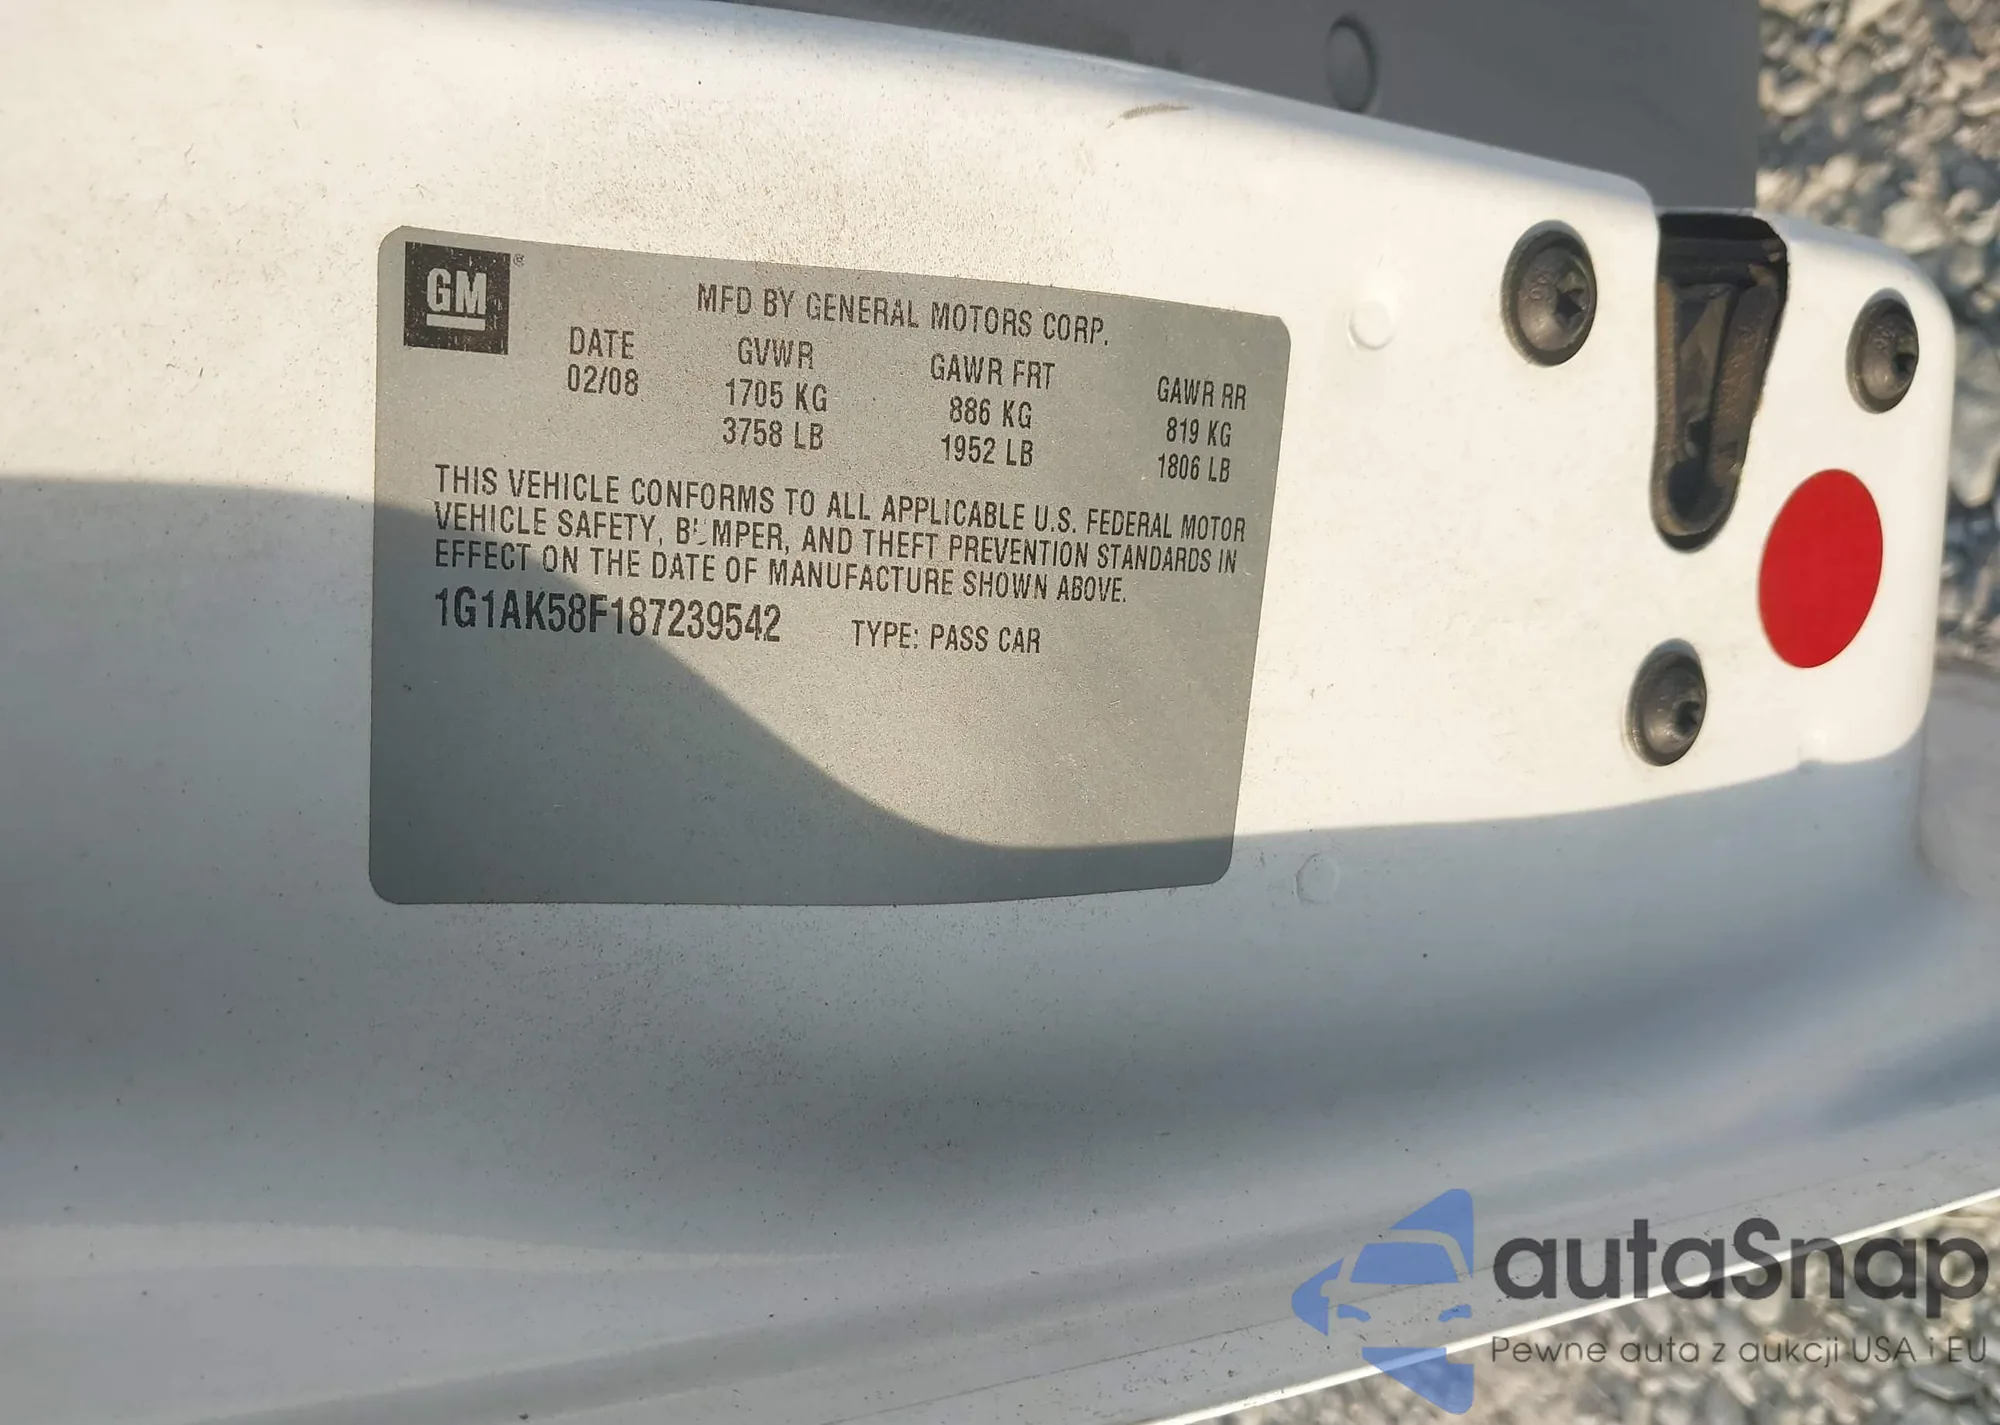 GM®
MFD BY GENERAL MOTORS CORP.
DATE GVWR GAWR FRT GAWR RR
02/08 1705 KG 886 KG 819 KG
3758 LB 1952 LB 1806 LB
THIS VEHICLE CONFORMS TO ALL APPLICABLE U.S. FEDERAL MOTOR
VEHICLE SAFETY, BUMPER, AND THEFT PREVENTION STANDARDS IN
EFFECT ON THE DATE OF MANUFACTURE SHOWN ABOVE.
1G1AK58F187239542 TYPE: PASS CAR
autaSnap
Pewne auta z aukcji USA i EU